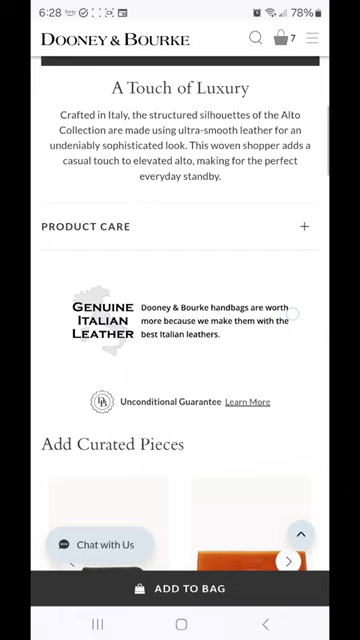 6:28
78%
DOONEY & BOURKE
7
A Touch of Luxury
Crafted in Italy, the structured silhouettes of the Alto
Collection are made using ultra-smooth leather for an
undeniably sophisticated look. This woven shopper adds a
casual touch to elevated alto, making for the perfect
everyday standby.
PRODUCT CARE
GENUINE
ITALIAN
LEATHER
Dooney & Bourke handbags are worth
more because we make them with the
best Italian leathers.
Unconditional Guarantee Learn More
Add Curated Pieces
Chat with Us
ADD TO BAG